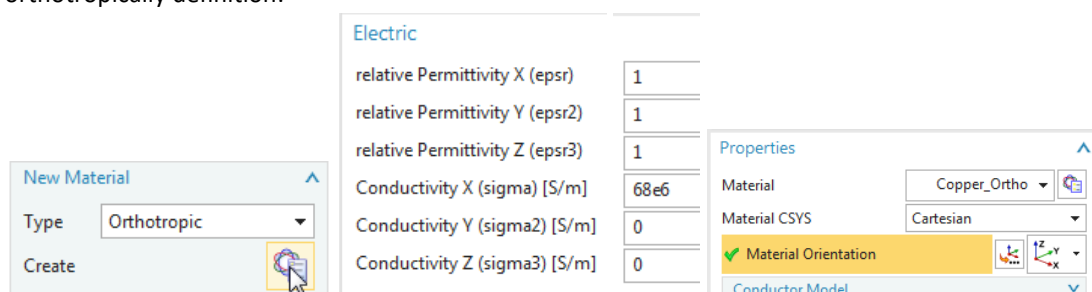 orthotropically definition.
Electric
relative Permittivity X (epsr) 1
relative Permittivity Y (epsr2) 1
relative Permittivity Z (epsr3) 1
Conductivity X (sigma) [S/m] 68e6
Conductivity Y (sigma2) [S/m] 0
Conductivity Z (sigma3) [S/m] 0
New Material
Type Orthotropic
Create
Properties
Material Copper_Ortho
Material CSYS Cartesian
Material Orientation
Z Y X
Conductor Model